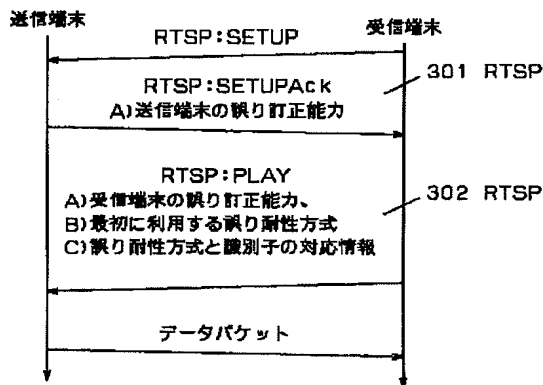 送信端末
受信端末
RTSP:SETUP
301 RTSP
RTSP:SETUPAck
A)送信端末の誤り訂正能力
RTSP:PLAY
302 RTSP
A)受信端末の誤り訂正能力、
B)最初に利用する誤り耐性方式
C)誤り耐性方式と識別子の対応情報
データパケット